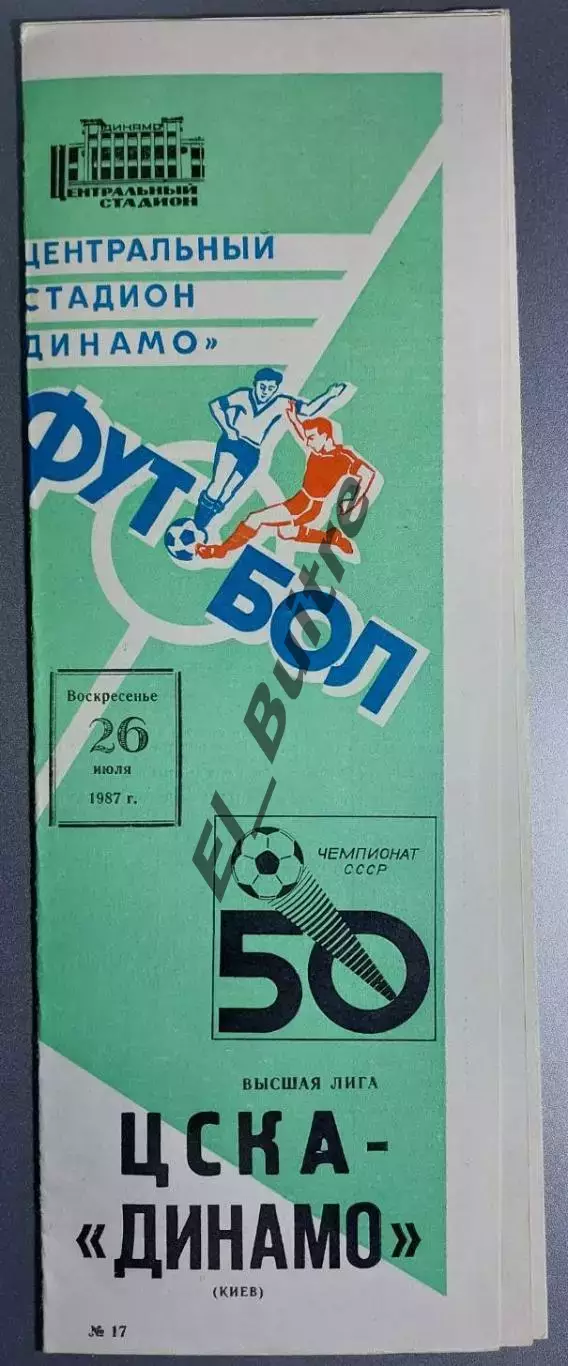 ДИНАМО
ЦЕНТРАЛЬНЫЙ
СТАДИОН
ЦЕНТРАЛЬНЫЙ
СТАДИОН
ДИНАМО»
ФУТ
БОЛ
Воскресенье
26
июля
1987 г.
ЧЕМПИОНАТ
СССР
50
ВЫСШАЯ ЛИГА
ЦСКА-
«ДИНАМО»
(КИЕВ)
№ 17
El_Buitre